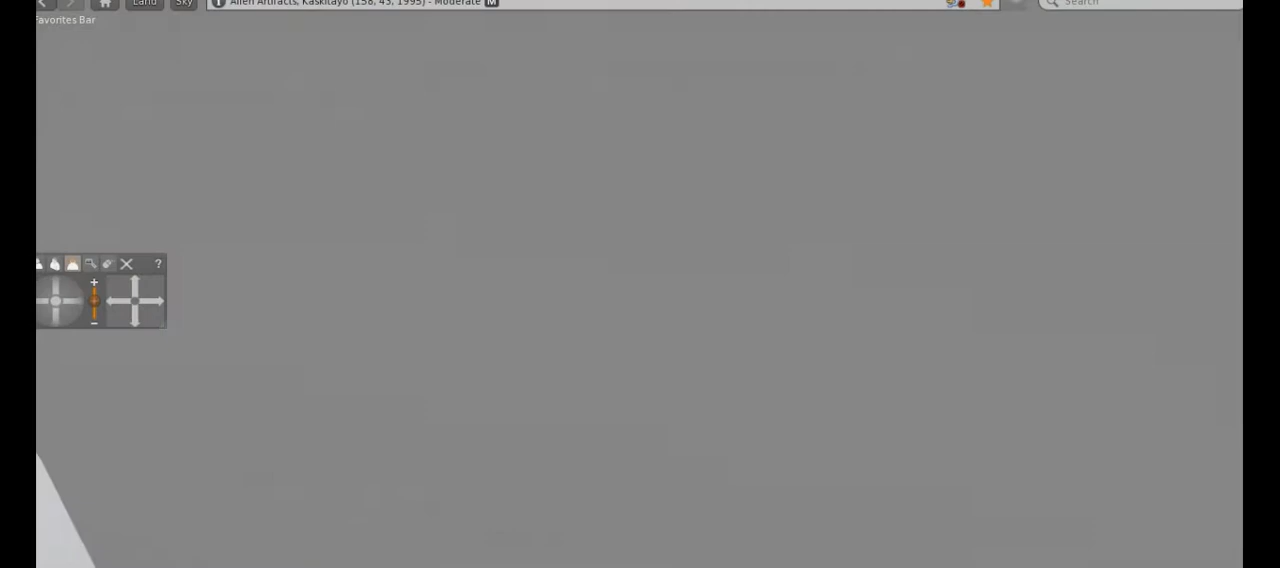 Land Sky Alien Artifacts, Kaskitayo (158, 43, 1995) - Moderate M Search
Favorites Bar
?
+
-